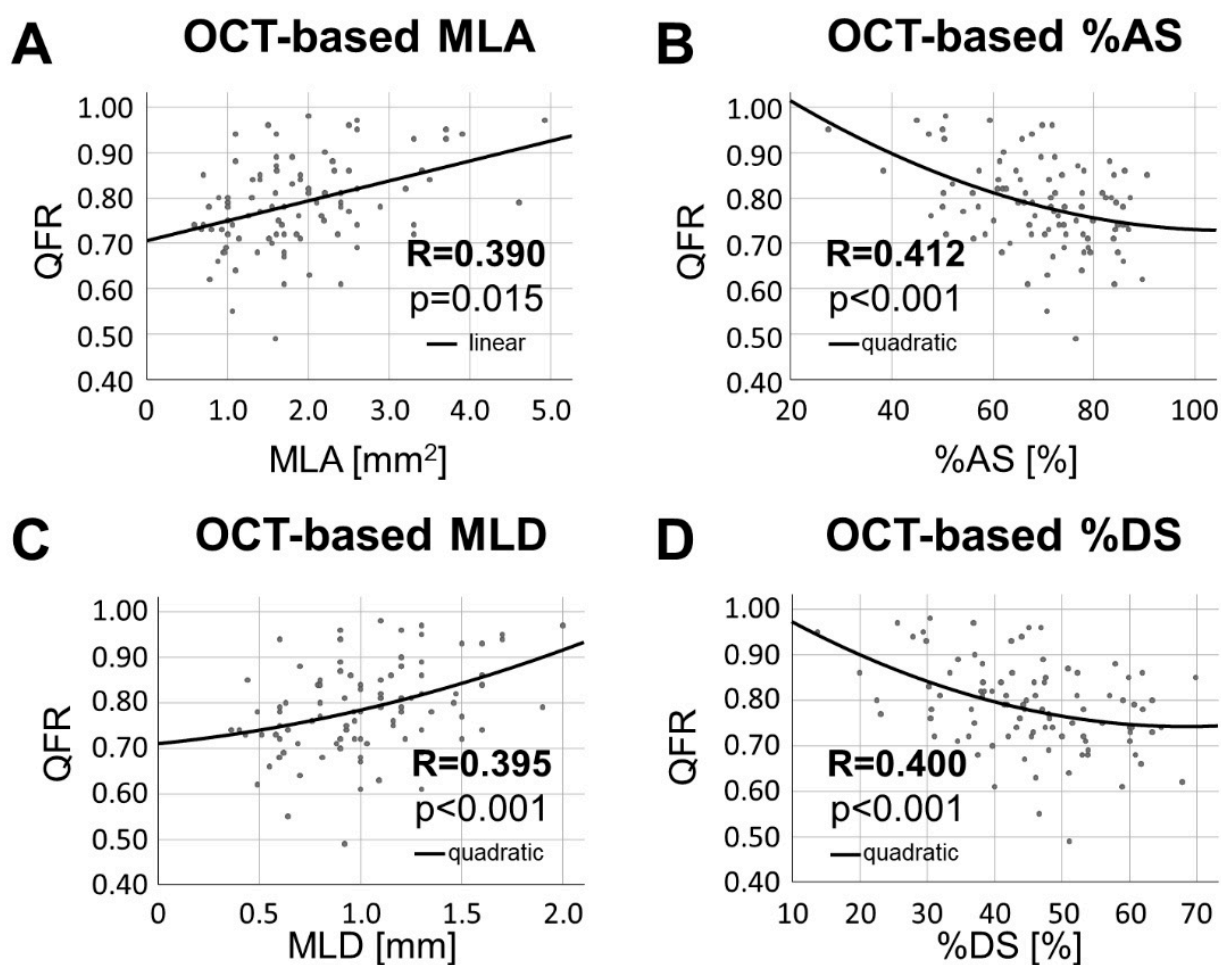 A
OCT-based MLA
QFR
1.00
0.90
0.80
0.70
0.60
0.50
0.40
R=0.390
p=0.015
linear
0 1.0 2.0 3.0 4.0 5.0
MLA [mm²]
B
OCT-based %AS
QFR
1.00
0.90
0.80
0.70
0.60
0.50
0.40
R=0.412
p<0.001
quadratic
20 40 60 80 100
%AS [%]
C
OCT-based MLD
QFR
1.00
0.90
0.80
0.70
0.60
0.50
0.40
R=0.395
p<0.001
quadratic
0 0.5 1.0 1.5 2.0
MLD [mm]
D
OCT-based %DS
QFR
1.00
0.90
0.80
0.70
0.60
0.50
0.40
R=0.400
p<0.001
quadratic
10 20 30 40 50 60 70
%DS [%]